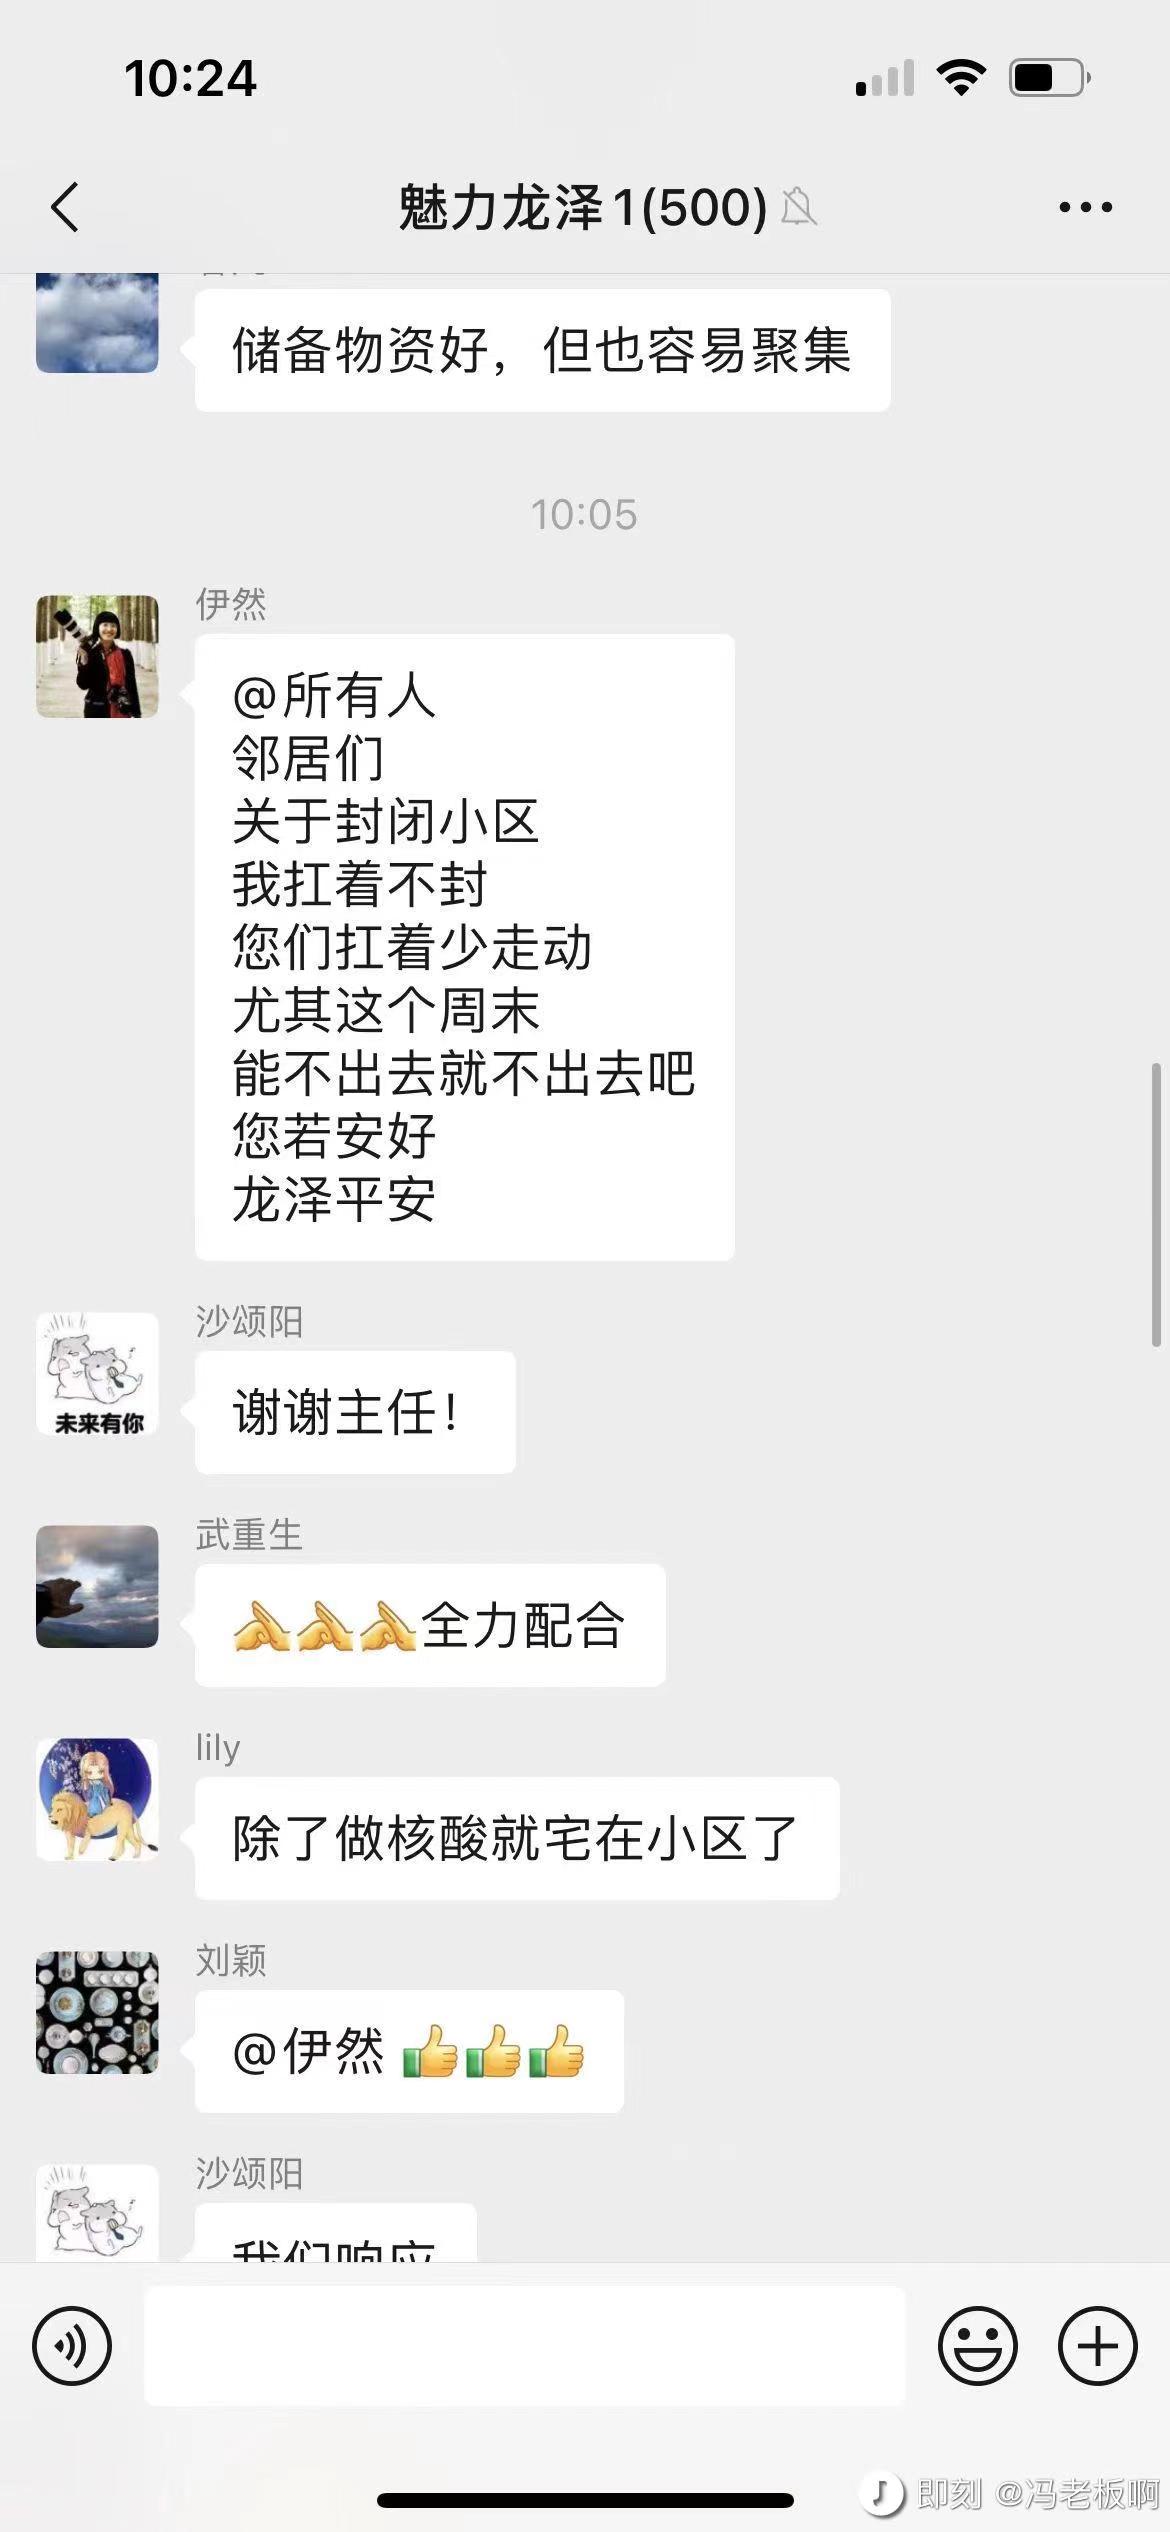 10:24
魅力龙泽1(500)
储备物资好，但也容易聚集
10:05
伊然
@所有人
邻居们
关于封闭小区
我扛着不封
您们扛着少走动
尤其这个周末
能不出去就不出去吧
您若安好
龙泽平安
沙颂阳
未来有你
谢谢主任！
武重生
全力配合
lily
除了做核酸就宅在小区了
刘颖
@伊然
沙颂阳
我们响应
即刻 @冯老板啊